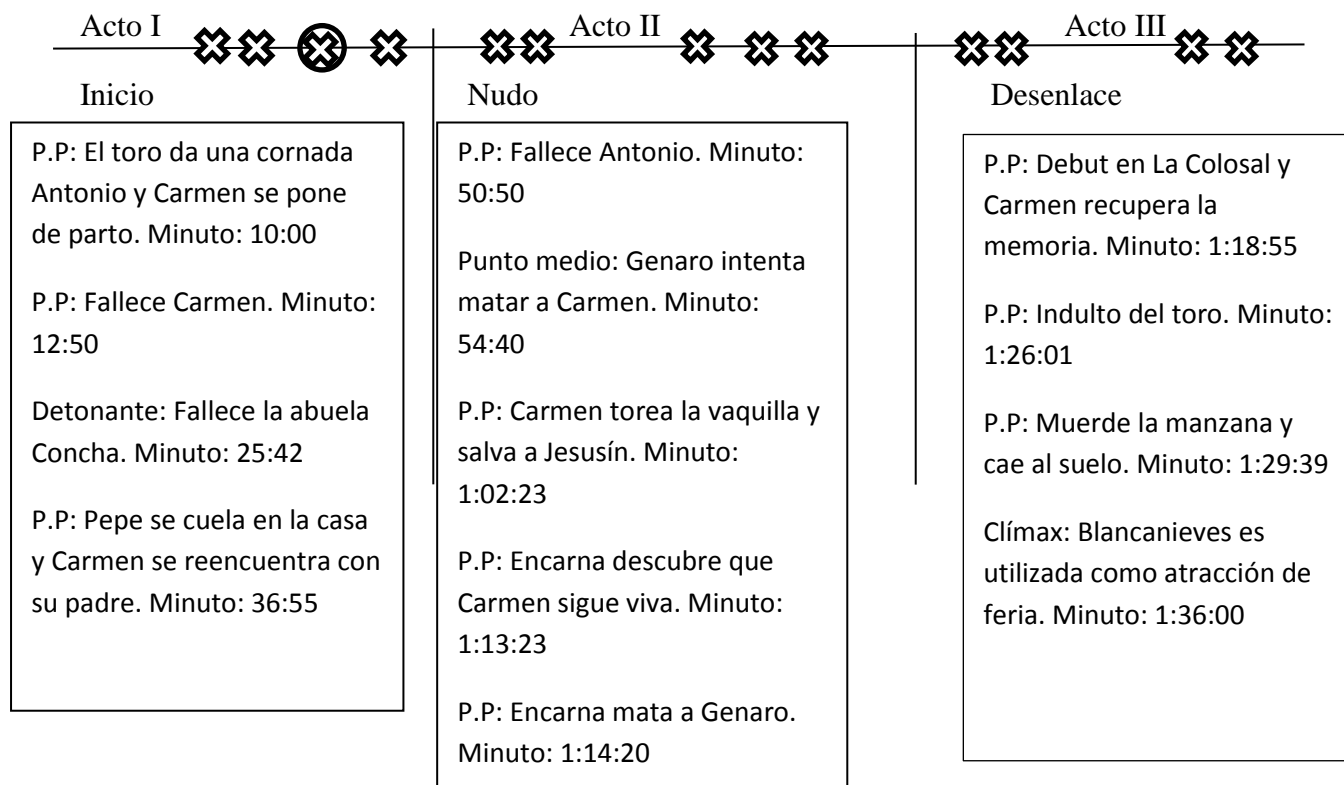 Acto I
Acto II
Acto III
Inicio
Nudo
Desenlace
P.P: El toro da una cornada
Antonio y Carmen se pone
de parto. Minuto: 10:00
P.P: Fallece Carmen. Minuto:
12:50
Detonante: Fallece la abuela
Concha. Minuto: 25:42
P.P: Pepe se cuela en la casa
y Carmen se reencuentra con
su padre. Minuto: 36:55
P.P: Fallece Antonio. Minuto:
50:50
Punto medio: Genaro intenta
matar a Carmen. Minuto:
54:40
P.P: Carmen torea la vaquilla y
salva a Jesusín. Minuto:
1:02:23
P.P: Encarna descubre que
Carmen sigue viva. Minuto:
1:13:23
P.P: Encarna mata a Genaro.
Minuto: 1:14:20
P.P: Debut en La Colosal y
Carmen recupera la
memoria. Minuto: 1:18:55
P.P: Indulto del toro. Minuto:
1:26:01
P.P: Muerde la manzana y
cae al suelo. Minuto: 1:29:39
Clímax: Blancanieves es
utilizada como atracción de
feria. Minuto: 1:36:00